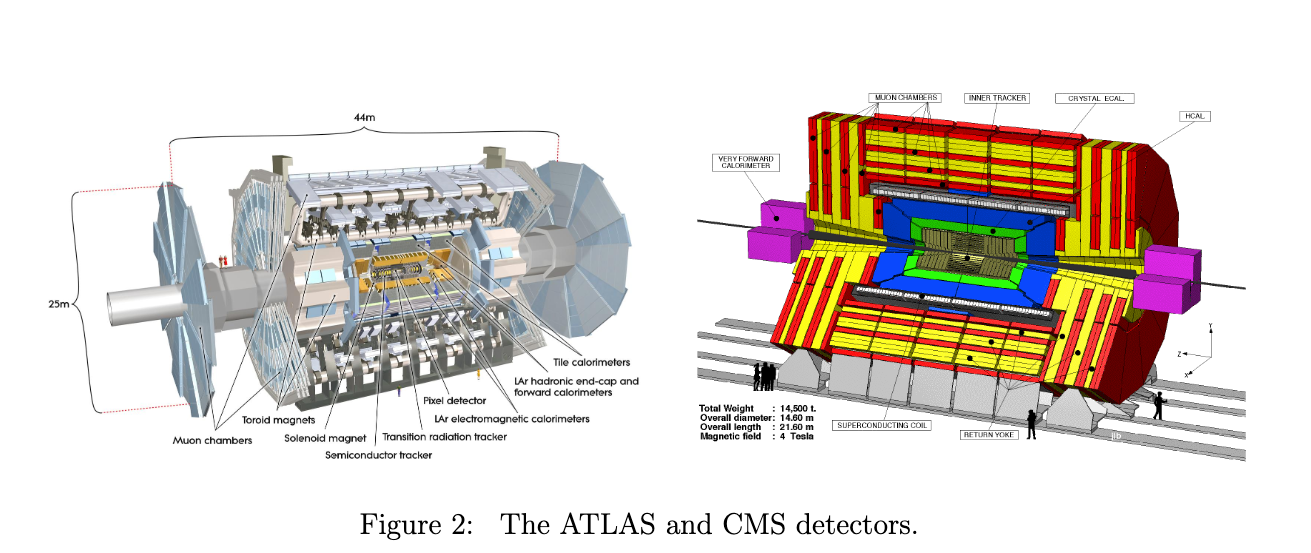 44m
25m
Tile calorimeters
LAr hadronic end-cap and
forward calorimeters
Pixel detector
LAr electromagnetic calorimeters
Toroid magnets
Muon chambers
Solenoid magnet
Transition radiation tracker
Semiconductor tracker
MUON CHAMBERS
INNER TRACKER
CRYSTAL ECAL
HCAL
VERY FORWARD
CALORIMETER
Y
Z
X
Total Weight : 14,500 t.
Overall diameter: 14.60 m
Overall length : 21.60 m
Magnetic field : 4 Tesla
SUPERCONDUCTING COIL
RETURN YOKE
Figure 2: The ATLAS and CMS detectors.